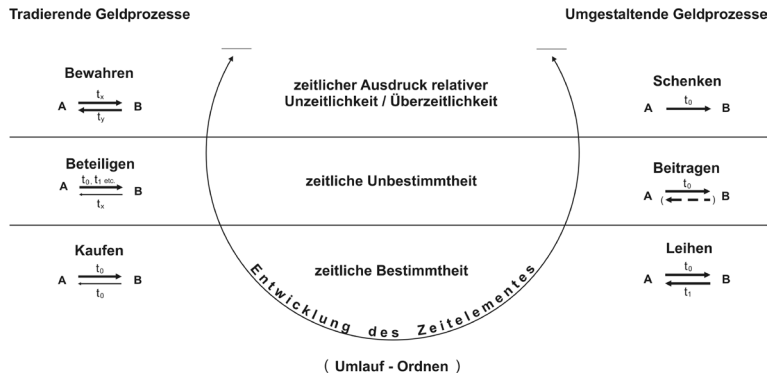 Tradierende Geldprozesse
Umgestaltende Geldprozesse
Bewahren
A tx B
ty
zeitlicher Ausdruck relativer
Unzeitlichkeit / Überzeitlichkeit
Schenken
A t0 B
Beteiligen
A t0, t1 etc. B
tx
zeitliche Unbestimmtheit
Beitragen
A t0 B
( )
Kaufen
A t0 B
t0
zeitliche Bestimmtheit
Leihen
A t0 B
t1
Entwicklung des Zeitelementes
( Umlauf - Ordnen )